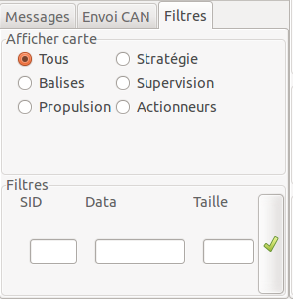 Messages Envoi CAN Filtres
Afficher carte
Tous Stratégie
Balises Supervision
Propulsion Actionneurs
Filtres
SID Data Taille